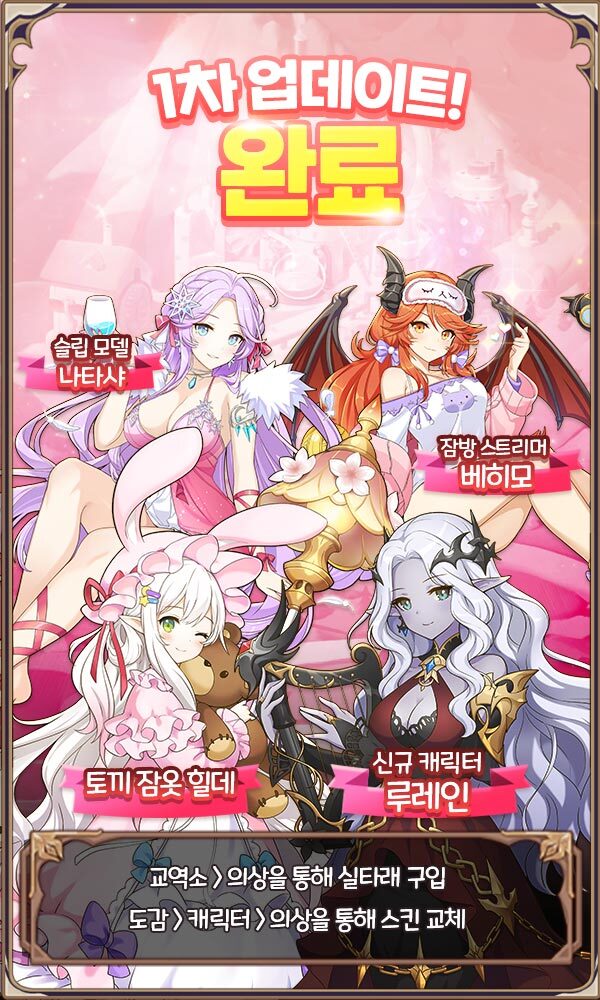 1차 업데이트!
완료
슬립 모델
나타샤
잠방 스트리머
베히모
토끼 잠옷 힐데
신규 캐릭터
루레인
교역소 > 의상을 통해 실타래 구입
도감 > 캐릭터 > 의상을 통해 스킨 교체